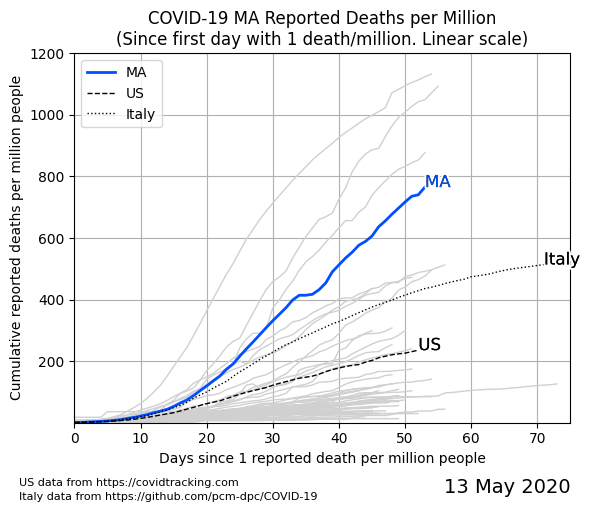 COVID-19 MA Reported Deaths per Million
(Since first day with 1 death/million. Linear scale)
Cumulative reported deaths per million people
1200
1000
800
600
400
200
MA
US
Italy
MA
Italy
US
0 10 20 30 40 50 60 70
Days since 1 reported death per million people
US data from https://covidtracking.com
Italy data from https://github.com/pcm-dpc/COVID-19
13 May 2020